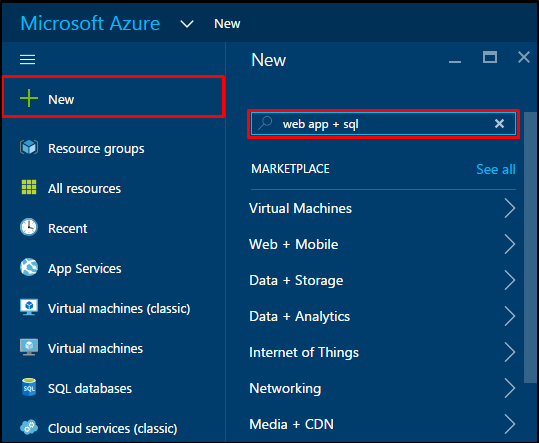 Microsoft Azure New
New
Resource groups
All resources
Recent
App Services
Virtual machines (classic)
Virtual machines
SQL databases
SQL
Cloud services (classic)
New
web app + sql
MARKETPLACE See all
Virtual Machines
Web + Mobile
Data + Storage
Data + Analytics
Internet of Things
Networking
Media + CDN